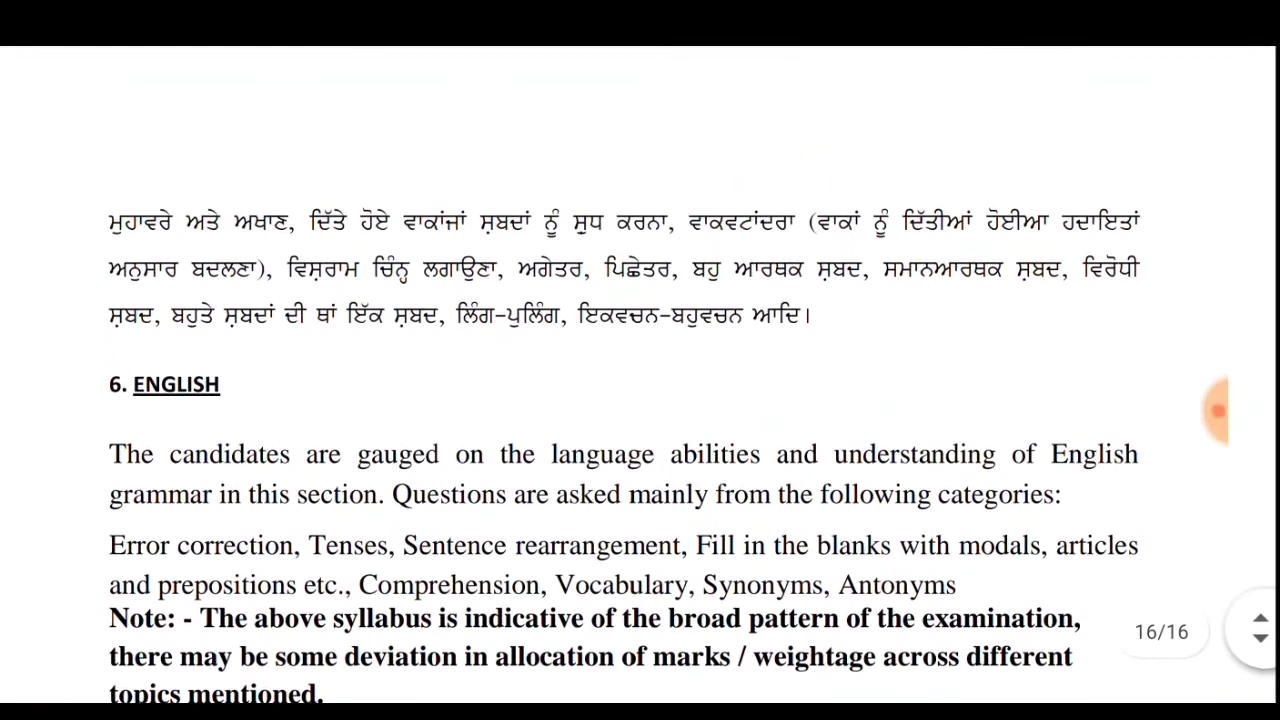 ਮੁਹਾਵਰੇ ਅਤੇ ਅਖਾਣ, ਦਿੱਤੇ ਹੋਏ ਵਾਕਾਂਜਾਂ ਸ਼ਬਦਾਂ ਨੂੰ ਸੁਧ ਕਰਨਾ, ਵਾਕਵਟਾਂਦਰਾ (ਵਾਕਾਂ ਨੂੰ ਦਿੱਤੀਆਂ ਹੋਈਆ ਹਦਾਇਤਾਂ
ਅਨੁਸਾਰ ਬਦਲਣਾ), ਵਿਸ਼ਰਾਮ ਚਿੰਨ੍ਹ ਲਗਾਉਣਾ, ਅਗੇਤਰ, ਪਿਛੇਤਰ, ਬਹੁ ਆਰਥਕ ਸ਼ਬਦ, ਸਮਾਨਆਰਥਕ ਸ਼ਬਦ, ਵਿਰੋਧੀ
ਸ਼ਬਦ, ਬਹੁਤੇ ਸ਼ਬਦਾਂ ਦੀ ਥਾਂ ਇੱਕ ਸ਼ਬਦ, ਲਿੰਗ-ਪੁਲਿੰਗ, ਇਕਵਚਨ-ਬਹੁਵਚਨ ਆਦਿ।
6. ENGLISH
The candidates are gauged on the language abilities and understanding of English
grammar in this section. Questions are asked mainly from the following categories:
Error correction, Tenses, Sentence rearrangement, Fill in the blanks with modals, articles
and prepositions etc., Comprehension, Vocabulary, Synonyms, Antonyms
Note: - The above syllabus is indicative of the broad pattern of the examination,
there may be some deviation in allocation of marks / weightage across different
topics mentioned.
16/16